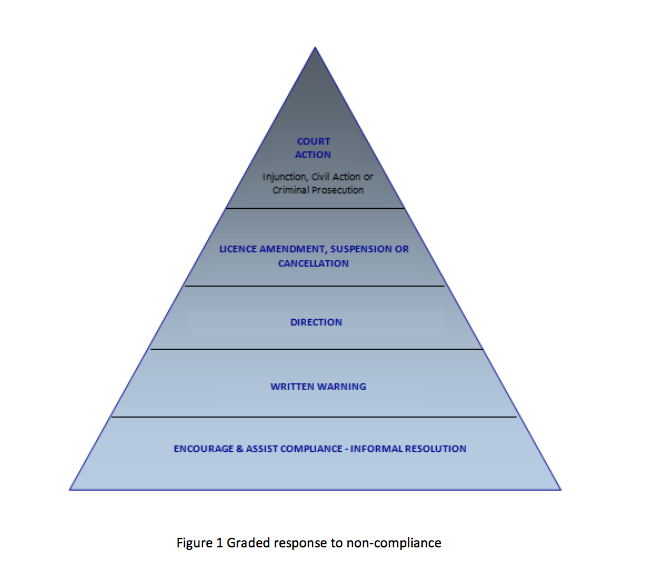 COURT
ACTION
Injunction, Civil Action or
Criminal Prosecution
LICENCE AMENDMENT, SUSPENSION OR
CANCELLATION
DIRECTION
WRITTEN WARNING
ENCOURAGE & ASSIST COMPLIANCE - INFORMAL RESOLUTION
Figure 1 Graded response to non-compliance